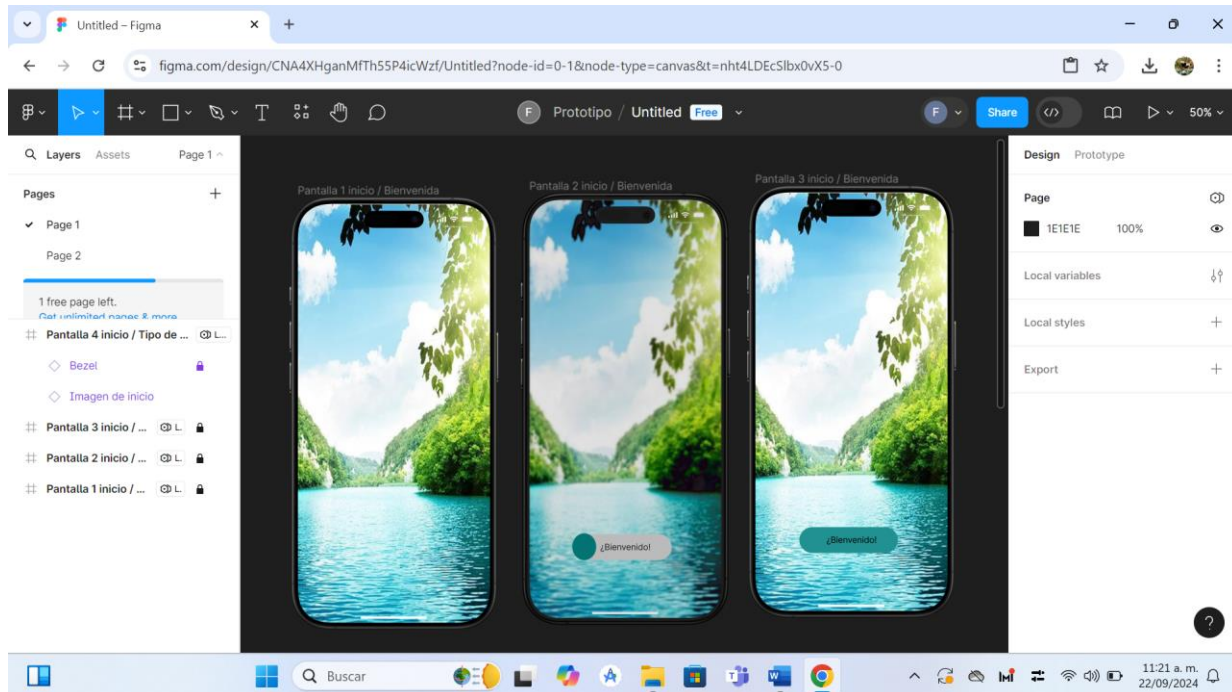 Untitled – Figma
figma.com/design/CNA4XHganMfTh55P4icWzf/Untitled?node-id=0-1&node-type=canvas&t=nht4LDEcSlbx0vX5-0
F Prototipo / Untitled Free
F Share 50%
Layers Assets Page 1
Pages
Page 1
Page 2
1 free page left.
Get unlimited pages & more
Pantalla 4 inicio / Tipo de ... L...
Bezel
Imagen de inicio
Pantalla 3 inicio / ... L.
Pantalla 2 inicio / ... L.
Pantalla 1 inicio / ... L.
Pantalla 1 inicio / Bienvenida
Pantalla 2 inicio / Bienvenida
Pantalla 3 inicio / Bienvenida
¿Bienvenido!
¿Bienvenido!
Design Prototype
Page
1E1E1E 100%
Local variables
Local styles
Export
?
Buscar
11:21 a. m.
22/09/2024